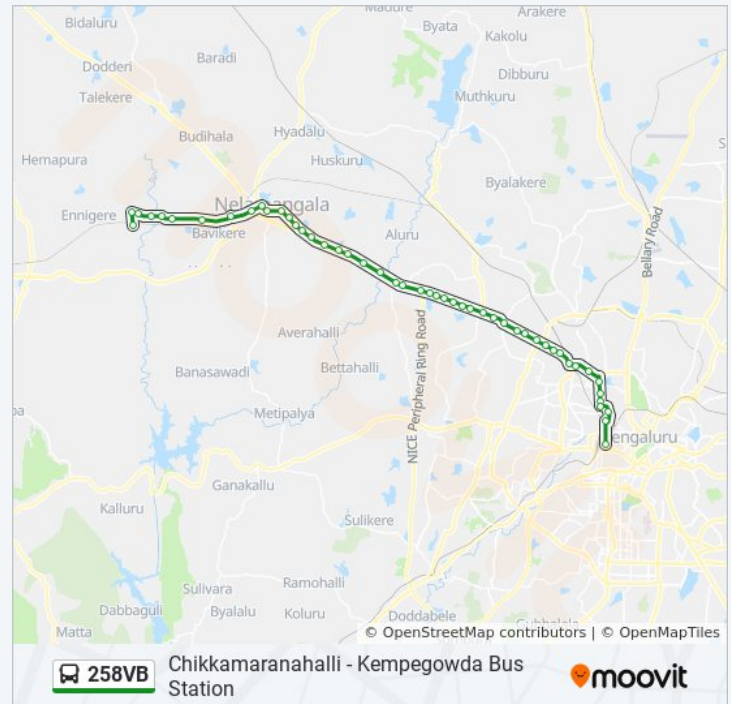 Madure
Arakere
Bidaluru
Byata
Kakolu
Baradi
Dodderi
Dibburu
Talekere
Muthkuru
Hyadalu
Budihala
Huskuru
Hemapura
Byalakere
Nelamangala
Ennigere
Bavikere
Aluru
Bellary Road
NICE Peripheral Ring Road
Averahalli
Bettahalli
Banasawadi
Metipalya
Bengaluru
Ganakallu
Kalluru
Sulikere
Ramohalli
Sulivara
Dabbaguli
Byalalu
Koluru
Doddabele
Matta
© OpenStreetMap contributors | © OpenMapTiles
258VB
Chikkamaranahalli - Kempegowda Bus
Station
moovit